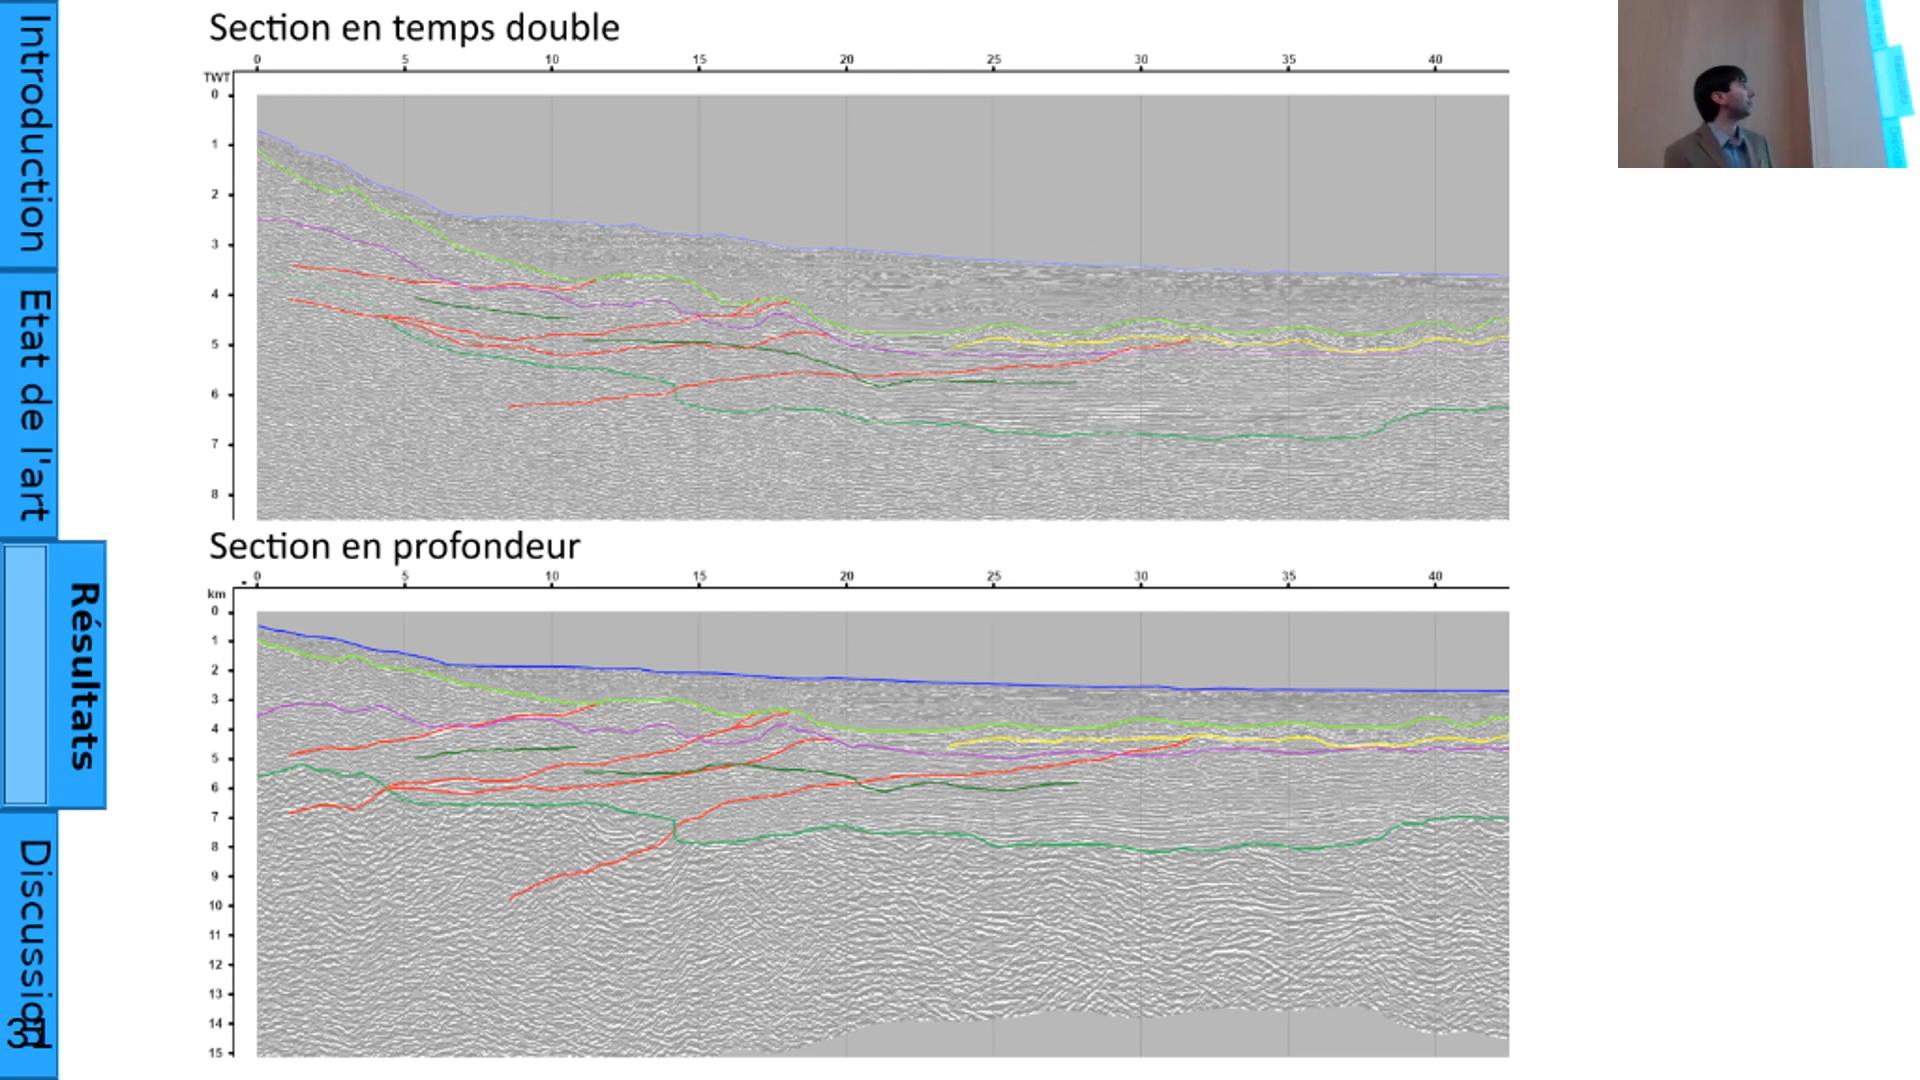 Introduction
Etat de l'art
Résultats
Discussion
31
Section en temps double
0 5 10 15 20 25 30 35 40
TWT
0
1
2
3
4
5
6
7
8
Section en profondeur
0 5 10 15 20 25 30 35 40
km
0
1
2
3
4
5
6
7
8
9
10
11
12
13
14
15